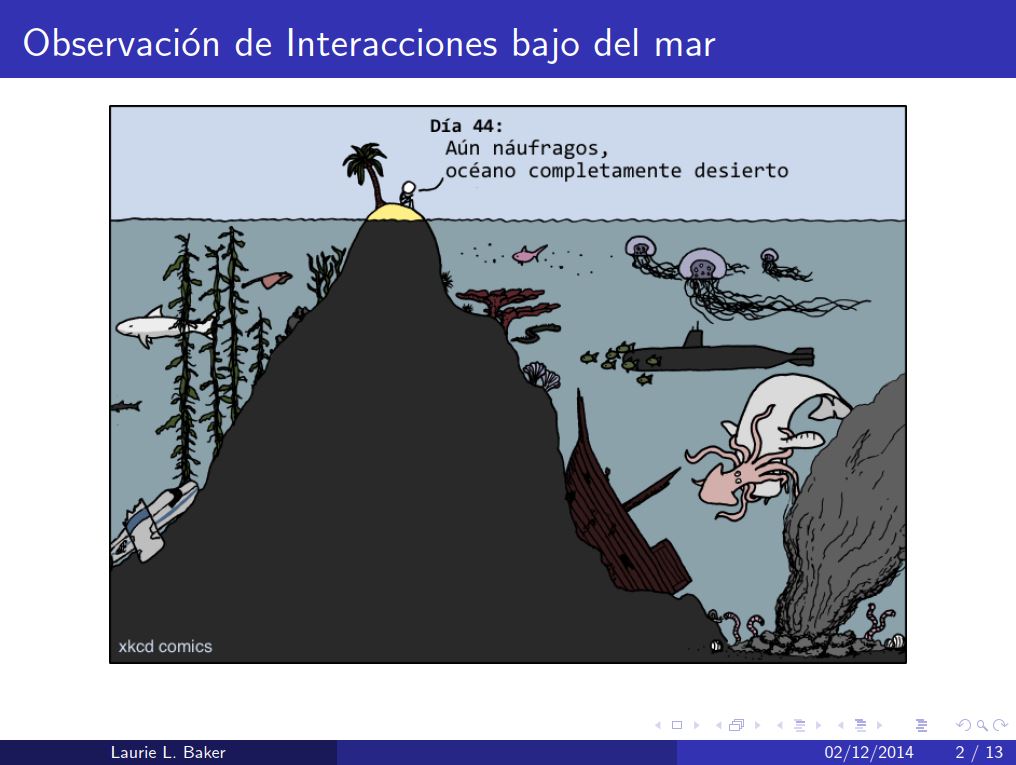 Observación de Interacciones bajo del mar
Día 44:
Aún náufragos,
océano completamente desierto
xkcd comics
Laurie L. Baker
02/12/2014
2 / 13